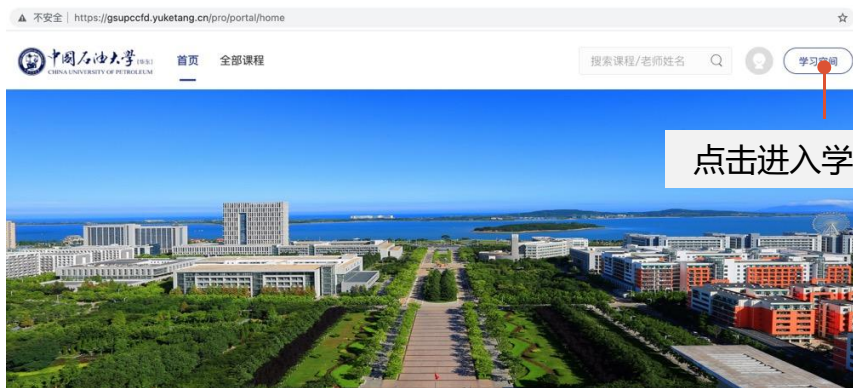 不安全 | https://gsupccfd.yuketang.cn/pro/portal/home
中国石油大学(华东) 首页 全部课程 搜索课程/老师姓名 学习空间
CHINA UNIVERSITY OF PETROLEUM
点击进入学